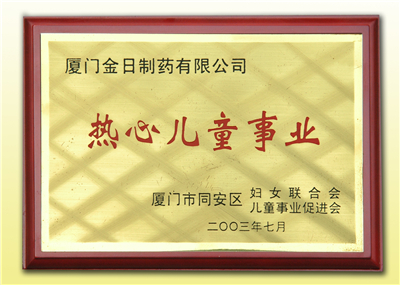 厦门金日制药有限公司
热心儿童事业
厦门市同安区 妇女联合会
儿童事业促进会
二〇〇三年七月